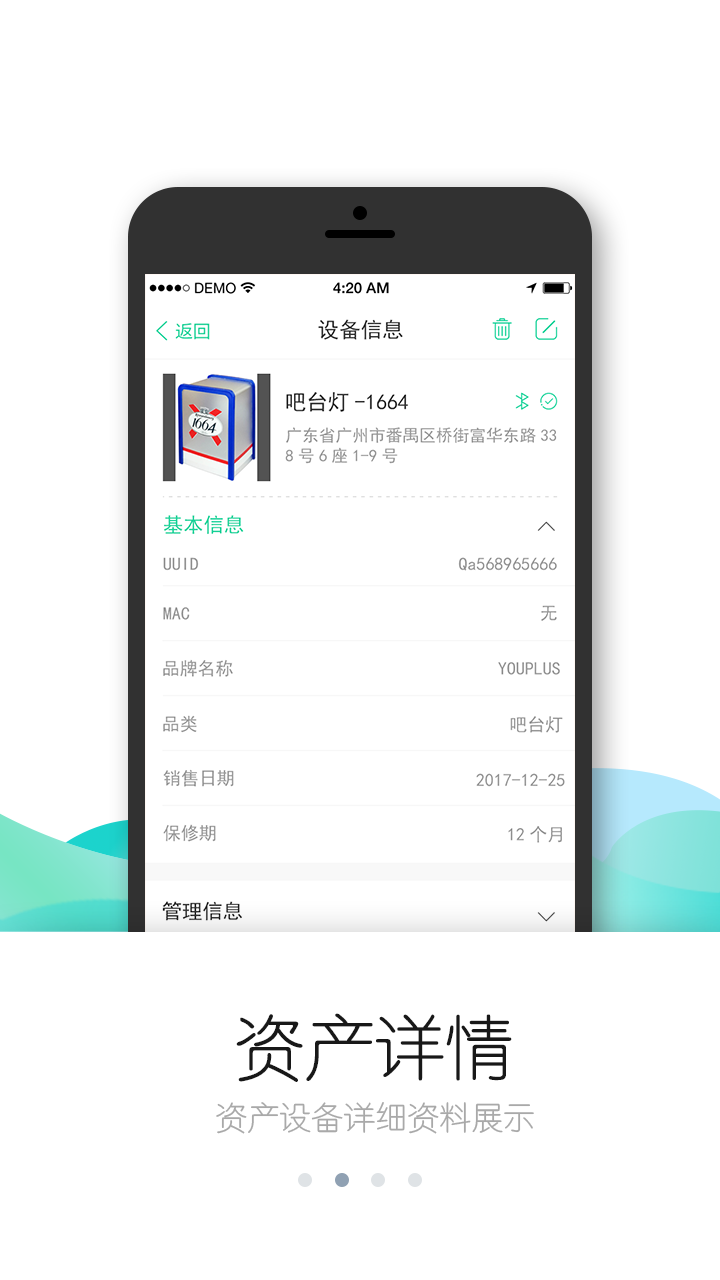 DEMO 4:20 AM
返回 设备信息
1664
吧台灯 -1664
广东省广州市番禺区桥街富华东路 33
8 号 6 座 1-9 号
基本信息
UUID Qa568965666
MAC 无
品牌名称 YOUPLUS
品类 吧台灯
销售日期 2017-12-25
保修期 12 个月
管理信息
资产详情
资产设备详细资料展示